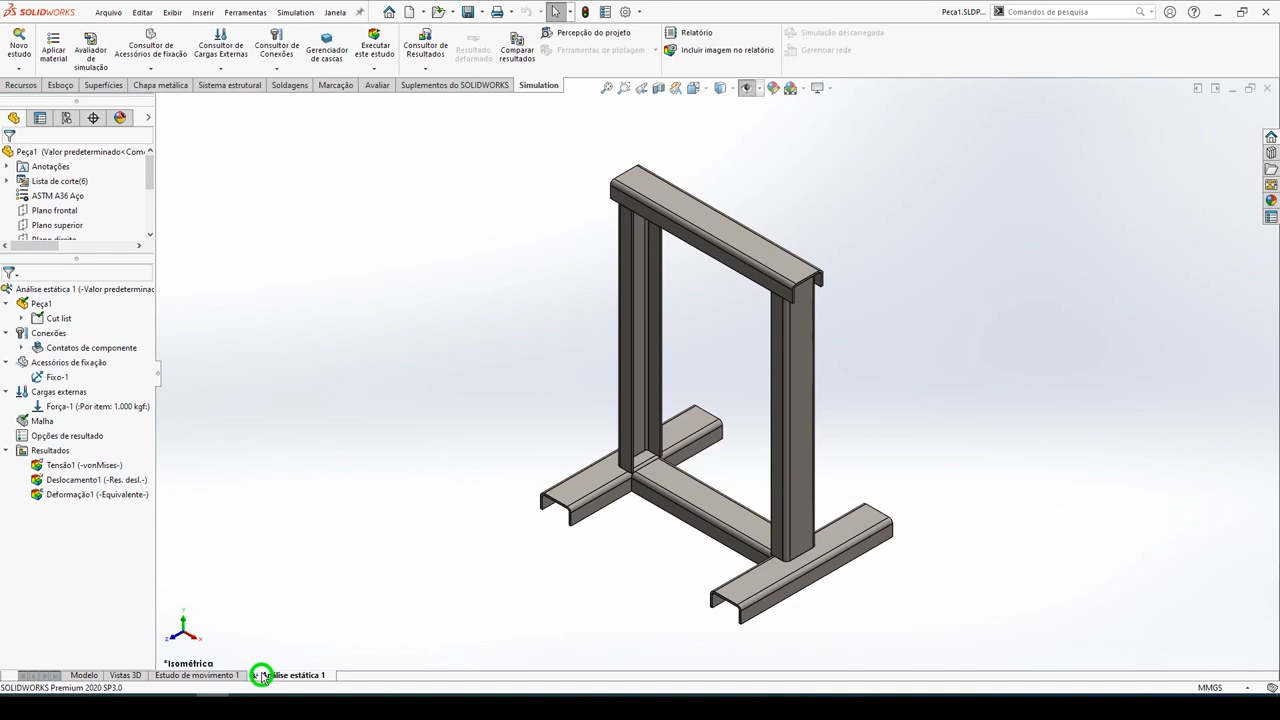 SOLIDWORKS Arquivo Editar Exibir Inserir Ferramentas Simulation Janela
Peca1.SLDP... Comandos de pesquisa
Novo estudo
Aplicar material
Avaliador de simulação
Consultor de Acessórios de fixação
Consultor de Cargas Externas
Consultor de Conexões
Gerenciador de cascas
Executar este estudo
Consultor de Resultados
Resultado deformado
Comparar resultados
Percepção do projeto
Ferramentas de plotagem
Relatório
Incluir imagem no relatório
Simulação descarregada
Gerenciar rede
Recursos Esboço Superfícies Chapa metálica Sistema estrutural Soldagens Marcação Avaliar Suplementos do SOLIDWORKS Simulation
Peça1 (Valor predeterminado<Com
Anotações
Lista de corte(6)
ASTM A36 Aço
Plano frontal
Plano superior
Plano direito
Análise estática 1 (-Valor predeterminad
Peça1
Cut list
Conexões
Contatos de componente
Acessórios de fixação
Fixo-1
Cargas externas
Força-1 (:Por item: 1.000 kgf:)
Malha
Opções de resultado
Resultados
Tensão1 (-vonMises-)
Deslocamento1 (-Res. desl.-)
Deformação1 (-Equivalente-)
Y
Z X
*Isométrica
Modelo Vistas 3D Estudo de movimento 1 Análise estática 1
SOLIDWORKS Premium 2020 SP3.0
MMGS